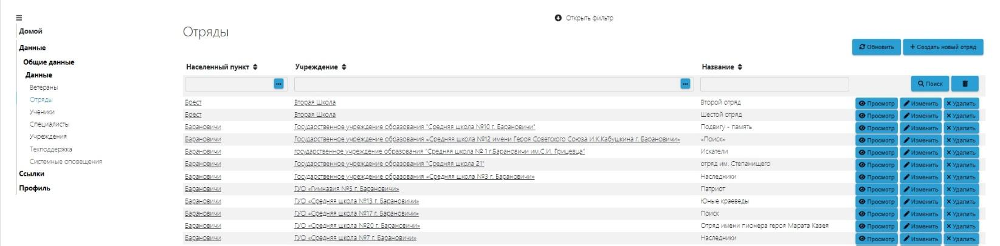 Открыть фильтр
Домой
Данные
Общие данные
Данные
Ветераны
Отряды
Ученики
Специалисты
Учреждения
Техподдержка
Системные оповещения
Ссылки
Профиль
Отряды
Обновить + Создать новый отряд
Населенный пункт Учреждение Название
Поиск
Брест Вторая Школа Второй отряд Просмотр Изменить Удалить
Брест Вторая Школа Шестой отряд Просмотр Изменить Удалить
Барановичи Государственное учреждение образования "Средняя школа №10 г. Барановичи" Подвигу - память Просмотр Изменить Удалить
Барановичи Государственное учреждение образования «Средняя школа №12 имени Героя Советского Союза И.К.Кабушкина г. Барановичи» «Поиск» Просмотр Изменить Удалить
Барановичи государственное учреждение образования "Средняя школа № 1 г.Барановичи им.С.И. Грицевца" Искатели Просмотр Изменить Удалить
Барановичи Государственное учреждение образования "Средняя школа 21" отряд им. Степанищего Просмотр Изменить Удалить
Барановичи Государственное учреждение образования «Средняя школа №3 г. Барановичи» Наследники Просмотр Изменить Удалить
Барановичи ГУО «Гимназия №5 г. Барановичи» Патриот Просмотр Изменить Удалить
Барановичи ГУО «Средняя школа №13 г. Барановичи» Юные краеведы Просмотр Изменить Удалить
Барановичи ГУО «Средняя школа №17 г. Барановичи» Поиск Просмотр Изменить Удалить
Барановичи ГУО «Средняя школа №20 г. Барановичи» Отряд имени пионера героя Марата Казея Просмотр Изменить Удалить
Барановичи ГУО «Средняя школа №7 г. Барановичи» Наследники Просмотр Изменить Удалить